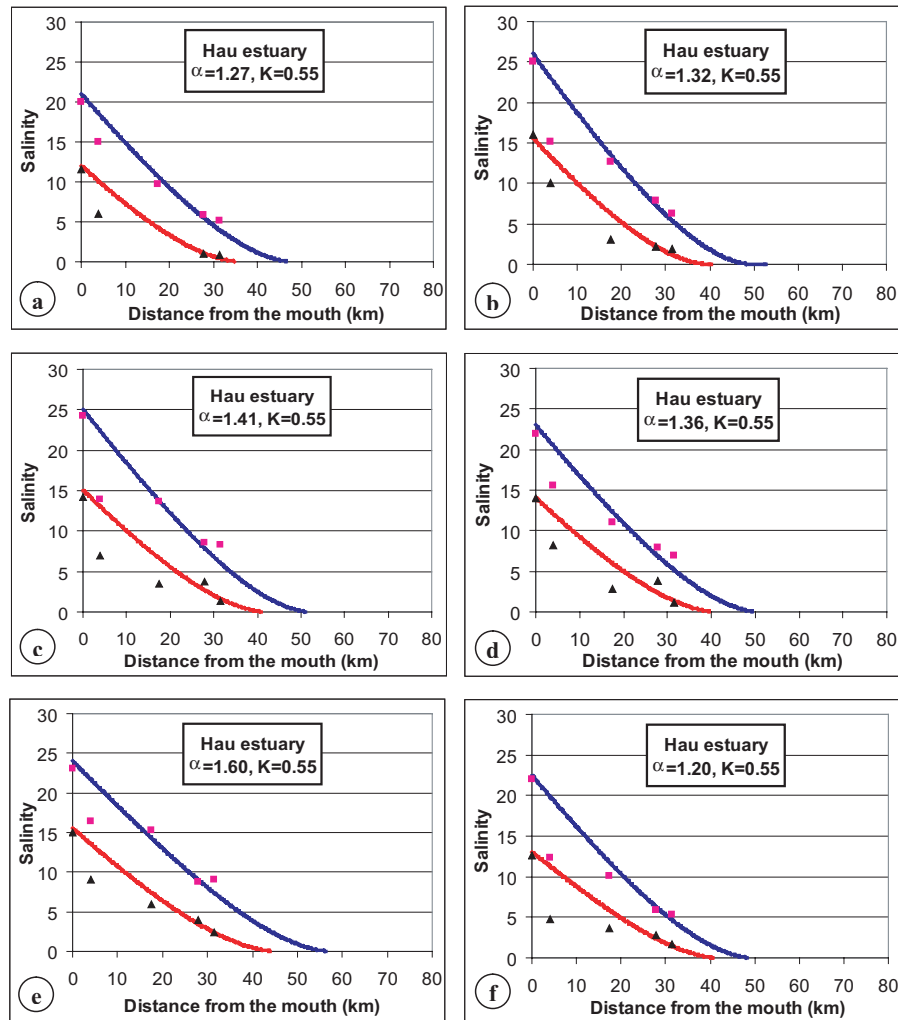 30
25
20
15
10
5
0
Salinity
Hau estuary
α=1.27, K=0.55
0 10 20 30 40 50 60 70 80
Distance from the mouth (km)
a
30
25
20
15
10
5
0
Salinity
Hau estuary
α=1.32, K=0.55
0 10 20 30 40 50 60 70 80
Distance from the mouth (km)
b
30
25
20
15
10
5
0
Salinity
Hau estuary
α=1.41, K=0.55
0 10 20 30 40 50 60 70 80
Distance from the mouth (km)
c
30
25
20
15
10
5
0
Salinity
Hau estuary
α=1.36, K=0.55
0 10 20 30 40 50 60 70 80
Distance from the mouth (km)
d
30
25
20
15
10
5
0
Salinity
Hau estuary
α=1.60, K=0.55
0 10 20 30 40 50 60 70 80
Distance from the mouth (km)
e
30
25
20
15
10
5
0
Salinity
Hau estuary
α=1.20, K=0.55
0 10 20 30 40 50 60 70 80
Distance from the mouth (km)
f